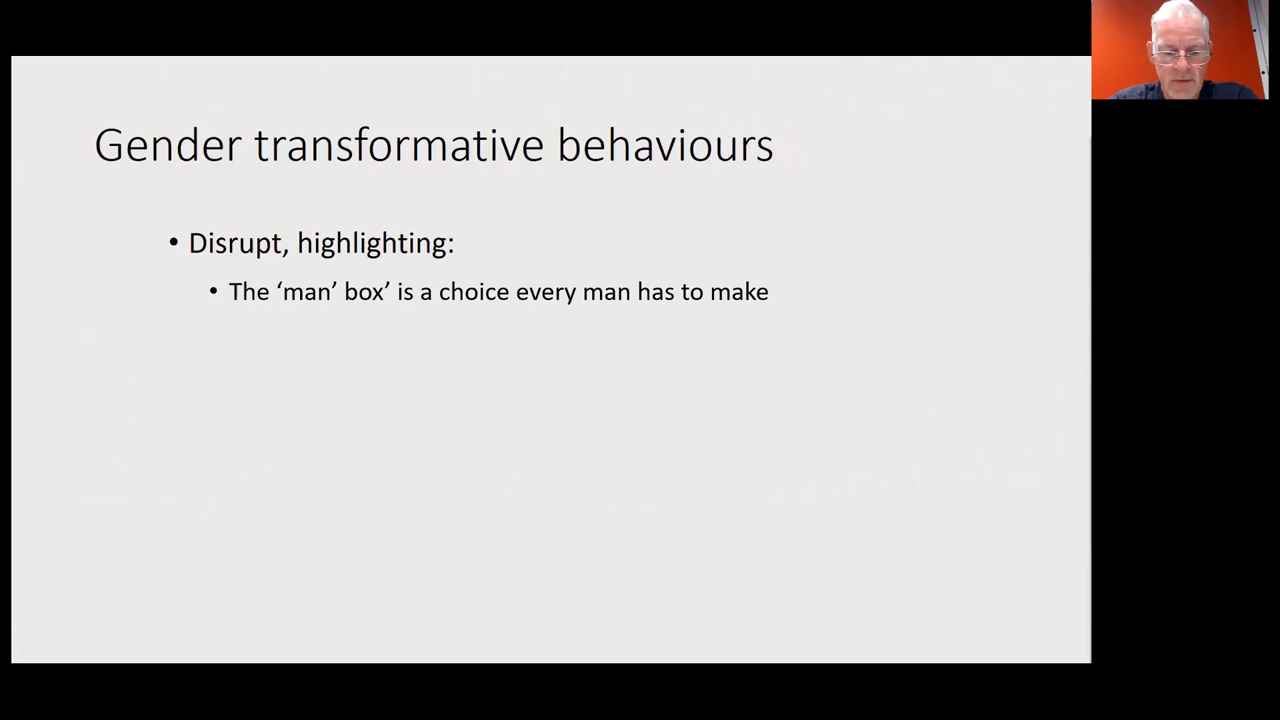 Gender transformative behaviours
• Disrupt, highlighting:
• The ‘man’ box’ is a choice every man has to make